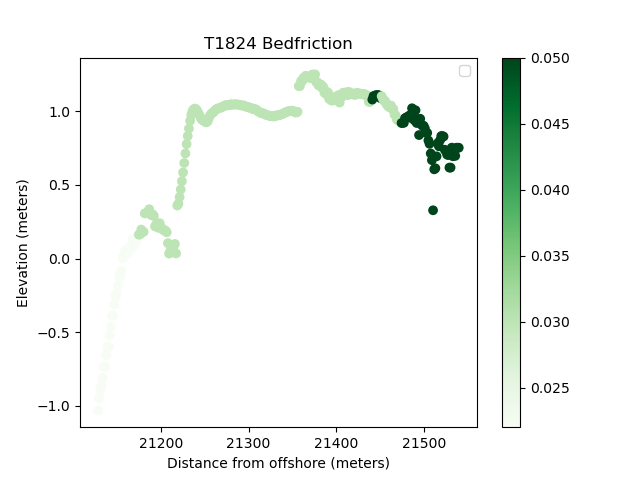 T1824 Bedfriction
Elevation (meters)
1.0
0.5
0.0
−0.5
−1.0
21200 21300 21400 21500
Distance from offshore (meters)
0.050
0.045
0.040
0.035
0.030
0.025